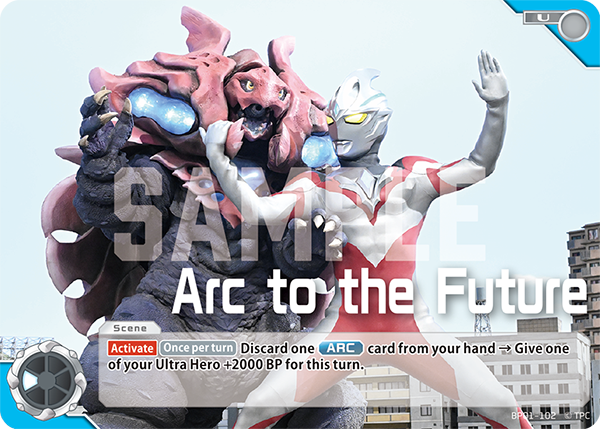 U
SAMPLE
Arc to the Future
Scene
Activate Once per turn Discard one ARC card from your hand → Give one
of your Ultra Hero +2000 BP for this turn.
BP01-102 © TPC